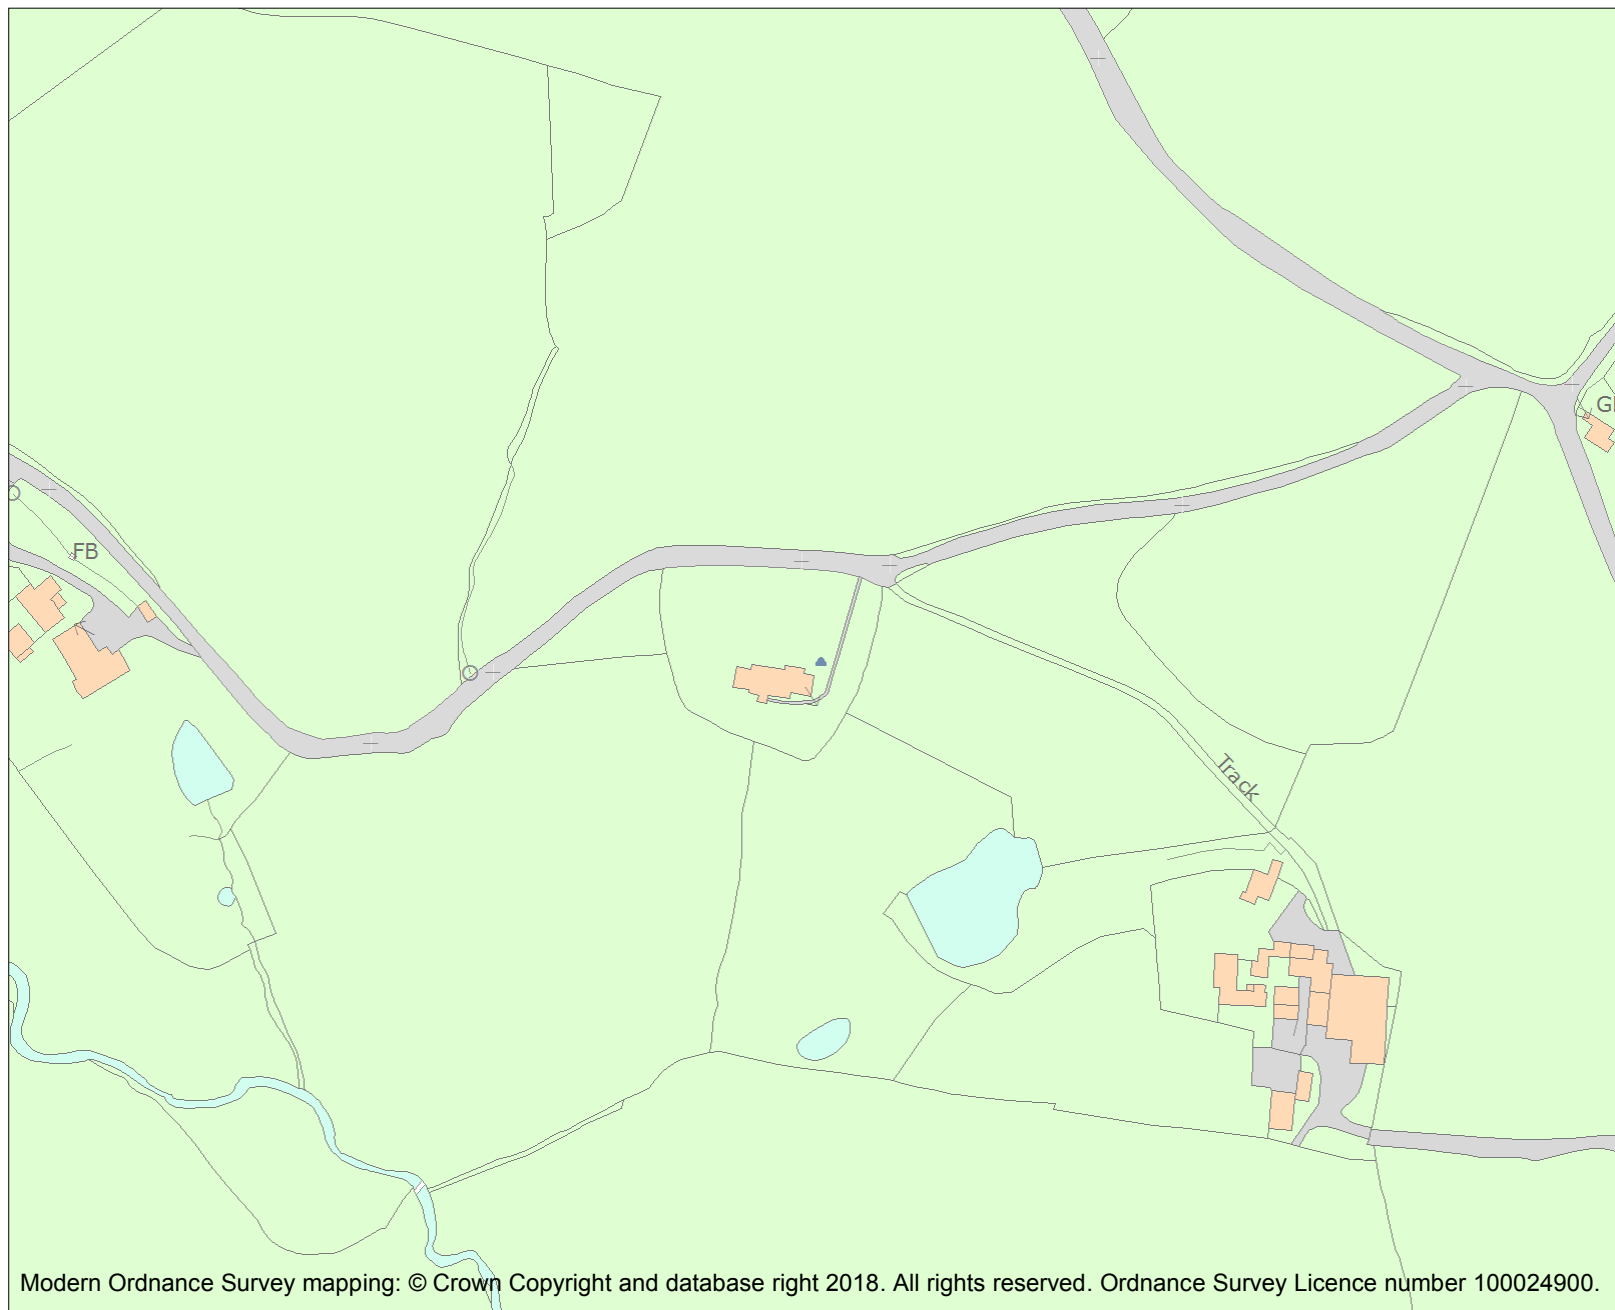 GP
FB
Track
Modern Ordnance Survey mapping: © Crown Copyright and database right 2018. All rights reserved. Ordnance Survey Licence number 100024900.